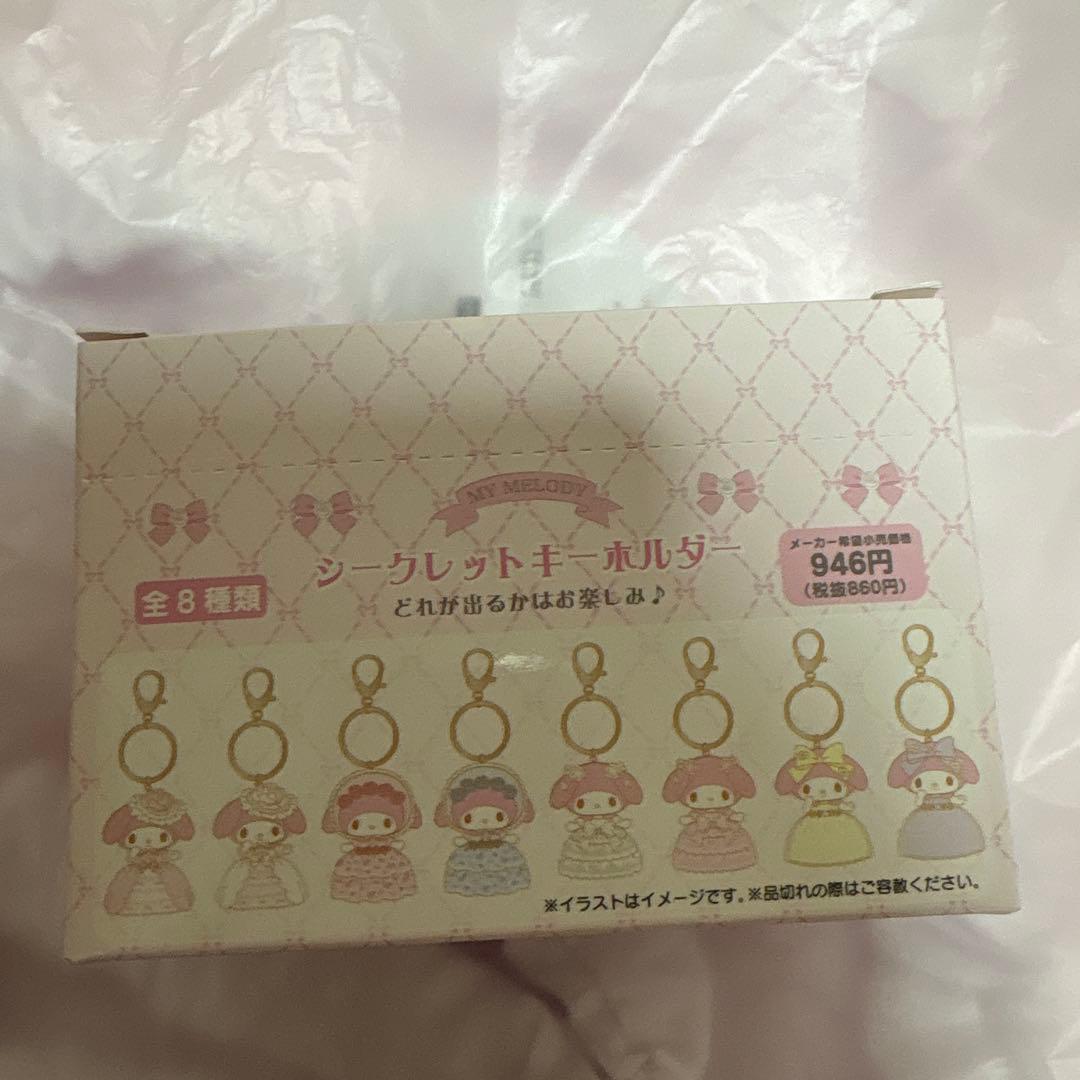 MY MELODY
シークレットキーホルダー
どれが出るかはお楽しみ♪
全8種類
メーカー希望小売価格
946円
(税抜860円)
※イラストはイメージです。※品切れの際はご容赦ください。